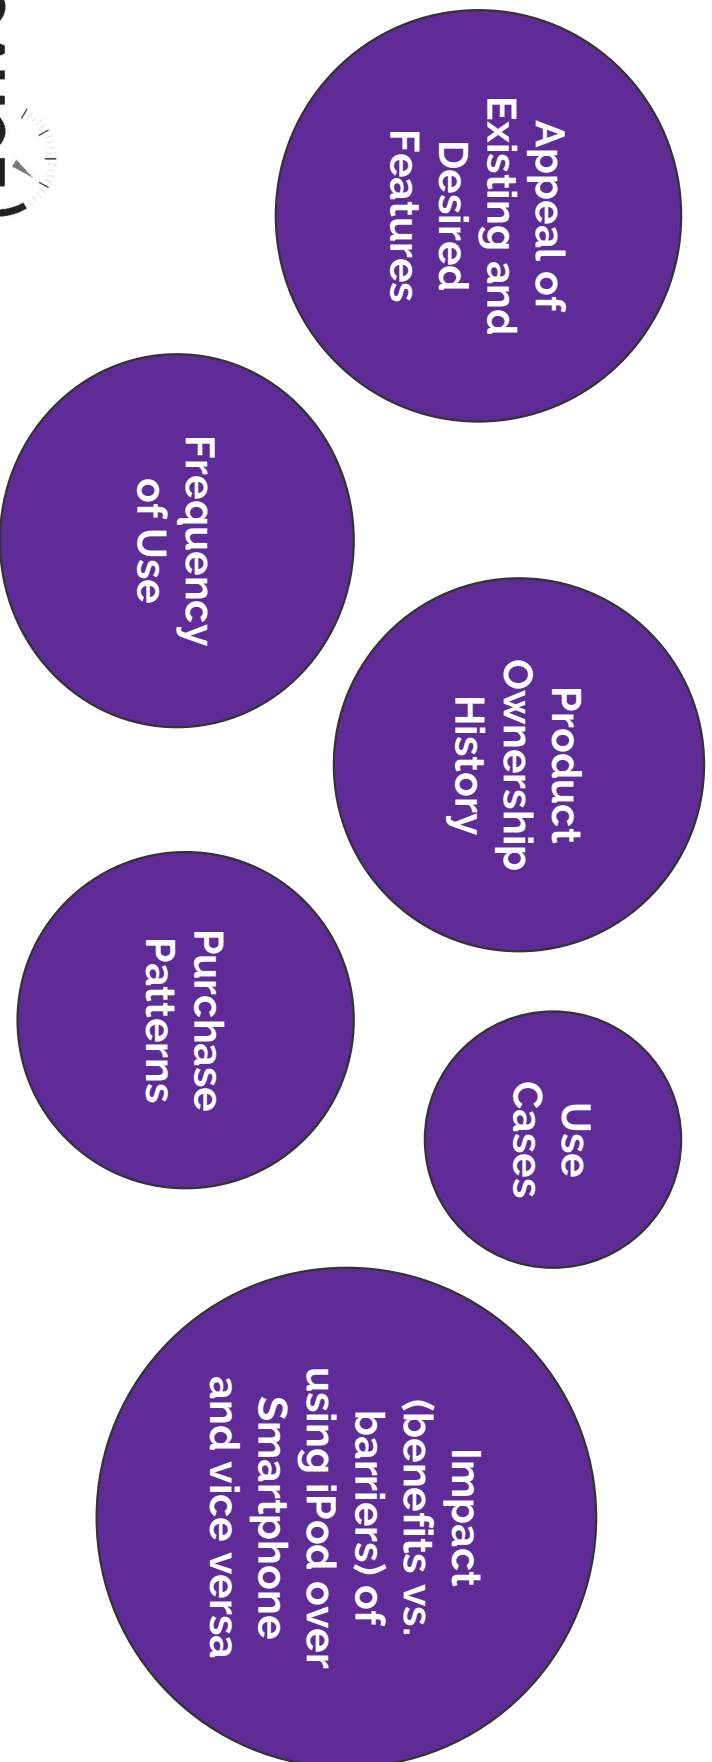 Appeal of
Existing and
Desired
Features
Frequency
of Use
Product
Ownership
History
Purchase
Patterns
Use
Cases
Impact
(benefits vs.
barriers) of
using iPod over
Smartphone
and vice versa